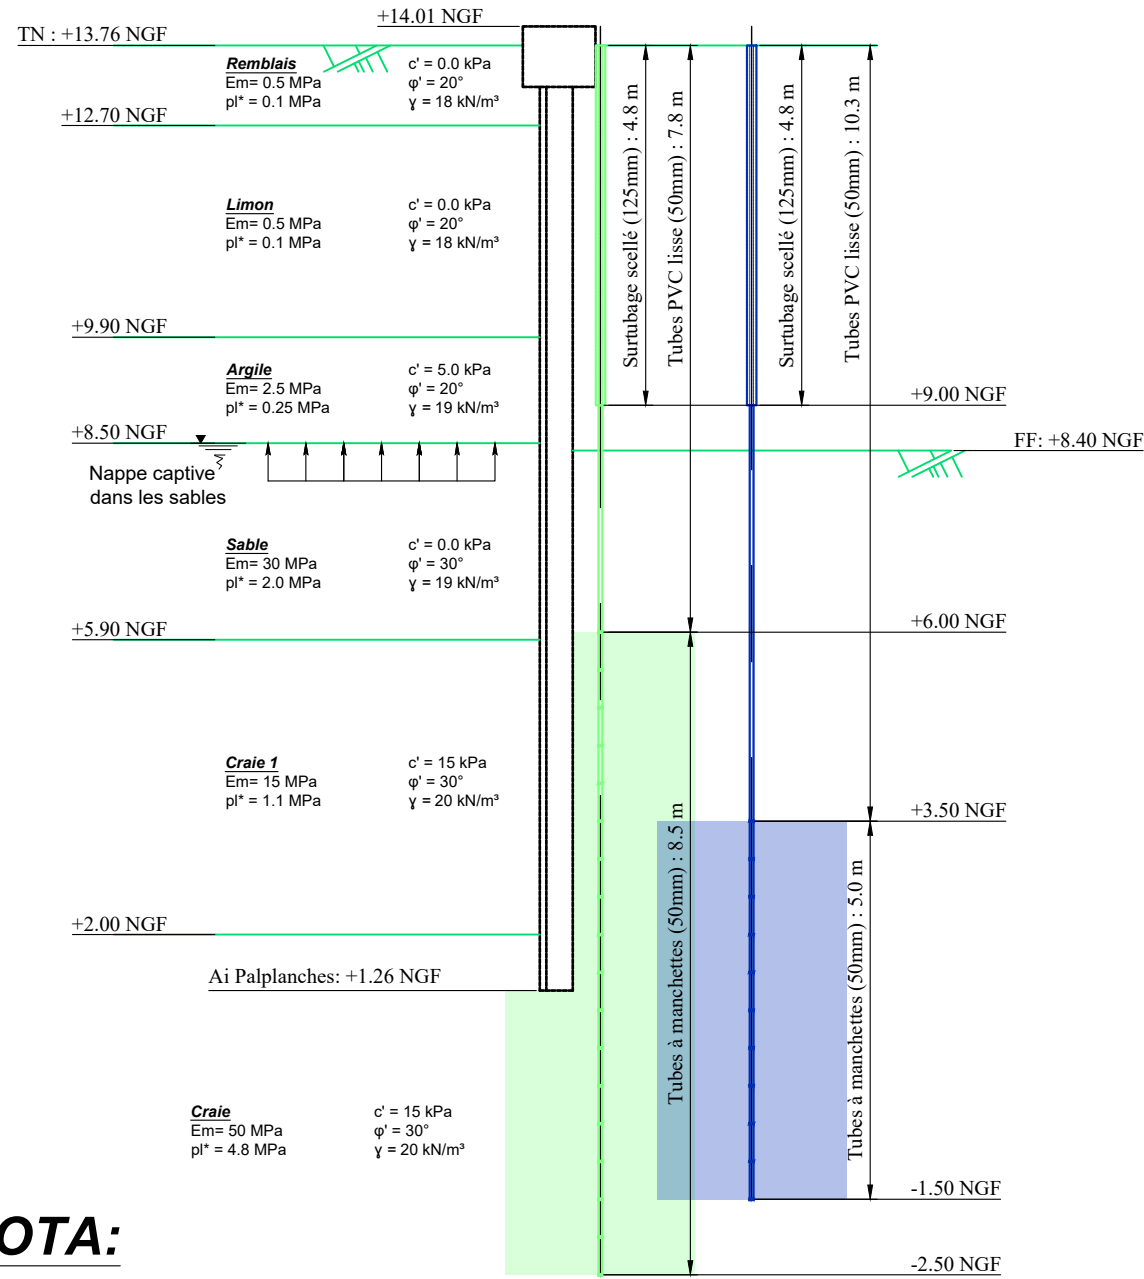 +14.01 NGF
TN : +13.76 NGF
Remblais
Em= 0.5 MPa
pl* = 0.1 MPa
c' = 0.0 kPa
φ' = 20°
γ = 18 kN/m³
+12.70 NGF
Limon
Em= 0.5 MPa
pl* = 0.1 MPa
c' = 0.0 kPa
φ' = 20°
γ = 18 kN/m³
+9.90 NGF
Argile
Em= 2.5 MPa
pl* = 0.25 MPa
c' = 5.0 kPa
φ' = 20°
γ = 19 kN/m³
+8.50 NGF
Nappe captive
dans les sables
Sable
Em= 30 MPa
pl* = 2.0 MPa
c' = 0.0 kPa
φ' = 30°
γ = 19 kN/m³
+5.90 NGF
Craie 1
Em= 15 MPa
pl* = 1.1 MPa
c' = 15 kPa
φ' = 30°
γ = 20 kN/m³
+2.00 NGF
Ai Palplanches: +1.26 NGF
Craie
Em= 50 MPa
pl* = 4.8 MPa
c' = 15 kPa
φ' = 30°
γ = 20 kN/m³
Surtubage scellé (125mm) : 4.8 m
Tubes PVC lisse (50mm) : 7.8 m
Surtubage scellé (125mm) : 4.8 m
Tubes PVC lisse (50mm) : 10.3 m
+9.00 NGF
FF: +8.40 NGF
+6.00 NGF
+3.50 NGF
Tubes à manchettes (50mm) : 8.5 m
Tubes à manchettes (50mm) : 5.0 m
-1.50 NGF
-2.50 NGF
OTA: